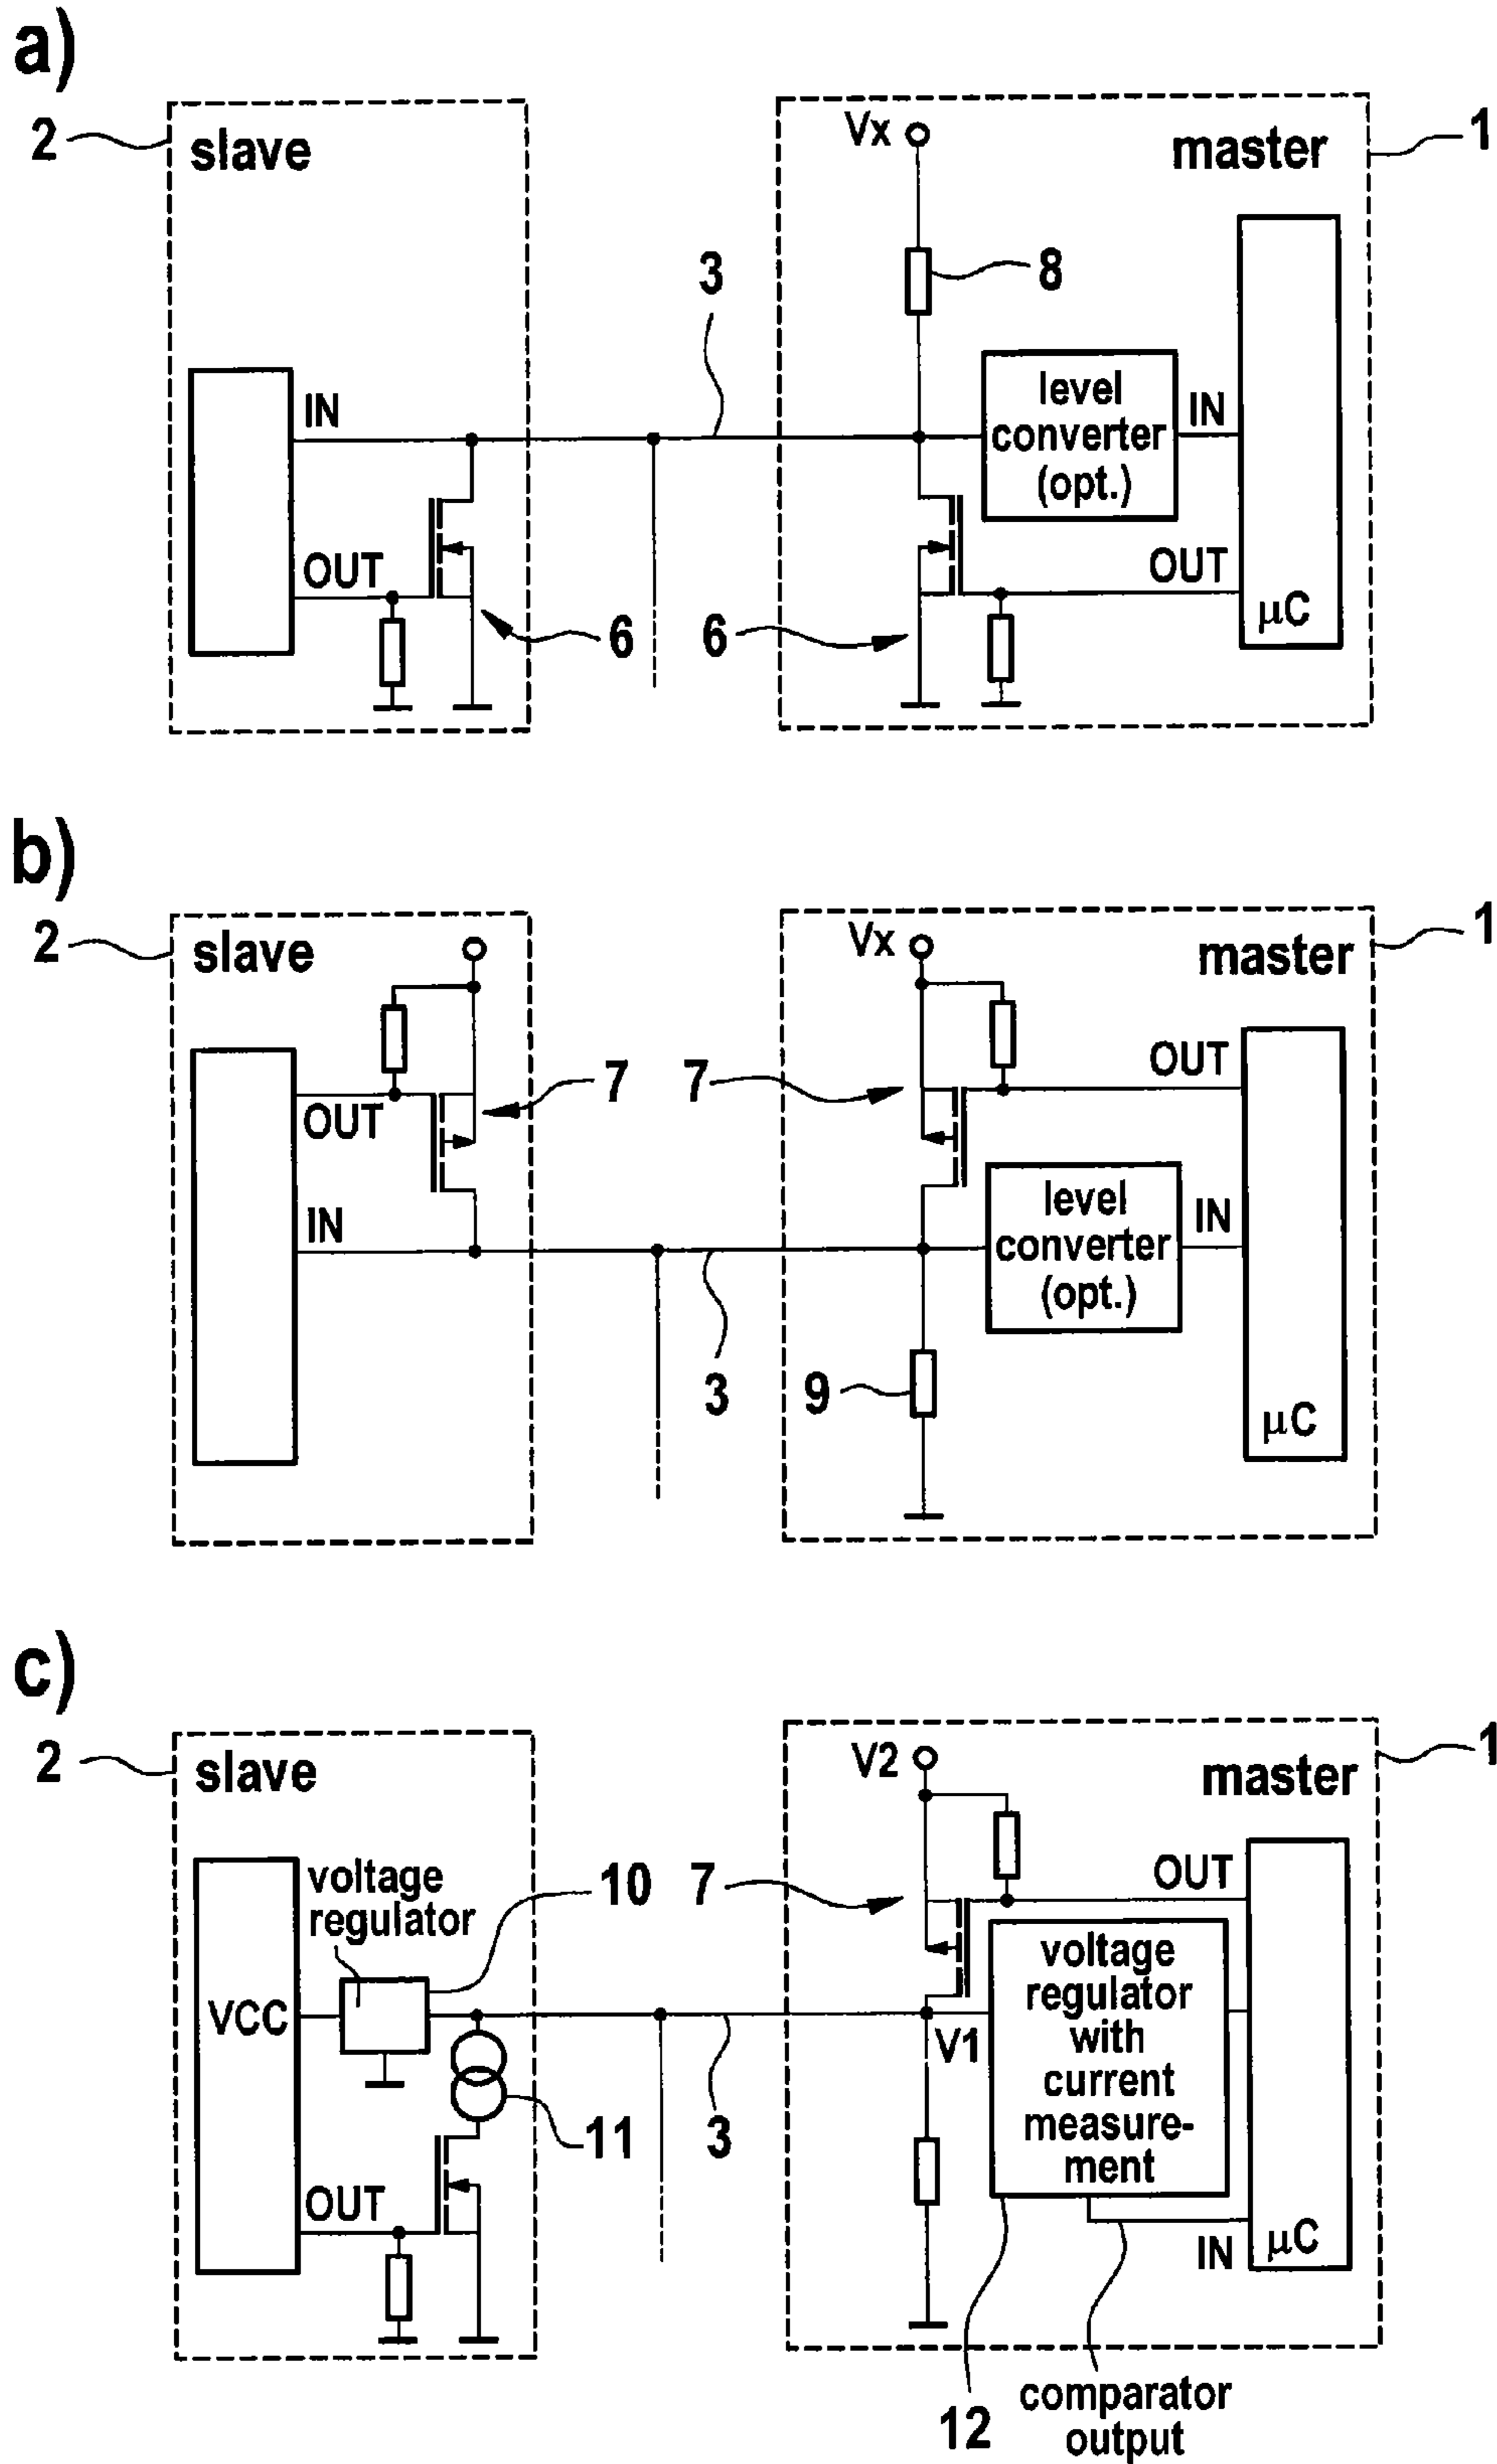 a)
2
slave
Vx
master
1
3
8
IN
level
converter
(opt.)
IN
OUT
6
6
OUT
µC
b)
2
slave
Vx
master
1
7
7
OUT
OUT
IN
level
converter
(opt.)
IN
3
9
µC
c)
2
slave
V2
master
1
voltage
regulator
10
7
OUT
VCC
V1
voltage
regulator
with
current
measure-
ment
11
3
OUT
IN
µC
12
comparator
output